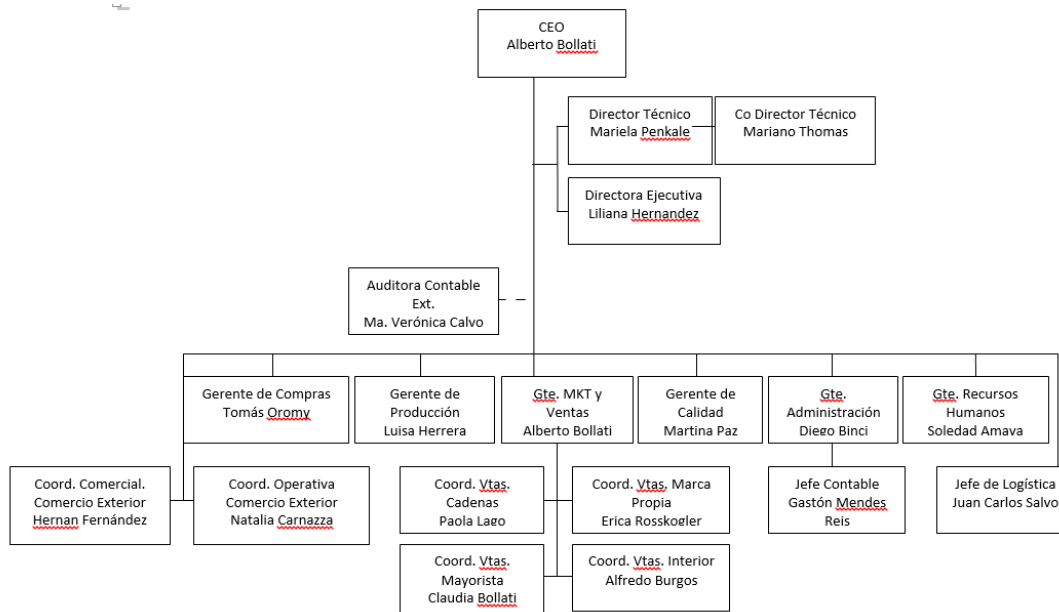 CEO
Alberto Bollati
Director Técnico
Mariela Penkale
Co Director Técnico
Mariano Thomas
Directora Ejecutiva
Liliana Hernandez
Auditora Contable
Ext.
Ma. Verónica Calvo
Gerente de Compras
Tomás Oromy
Gerente de
Producción
Luisa Herrera
Gte. MKT y
Ventas
Alberto Bollati
Gerente de
Calidad
Martina Paz
Gte.
Administración
Diego Binci
Gte. Recursos
Humanos
Soledad Amaya
Coord. Comercial.
Comercio Exterior
Hernan Fernández
Coord. Operativa
Comercio Exterior
Natalia Carnazza
Coord. Vtas.
Cadenas
Paola Lago
Coord. Vtas. Marca
Propia
Erica Rosskogler
Jefe Contable
Gastón Mendes
Reis
Jefe de Logística
Juan Carlos Salvo
Coord. Vtas.
Mayorista
Claudia Bollati
Coord. Vtas. Interior
Alfredo Burgos